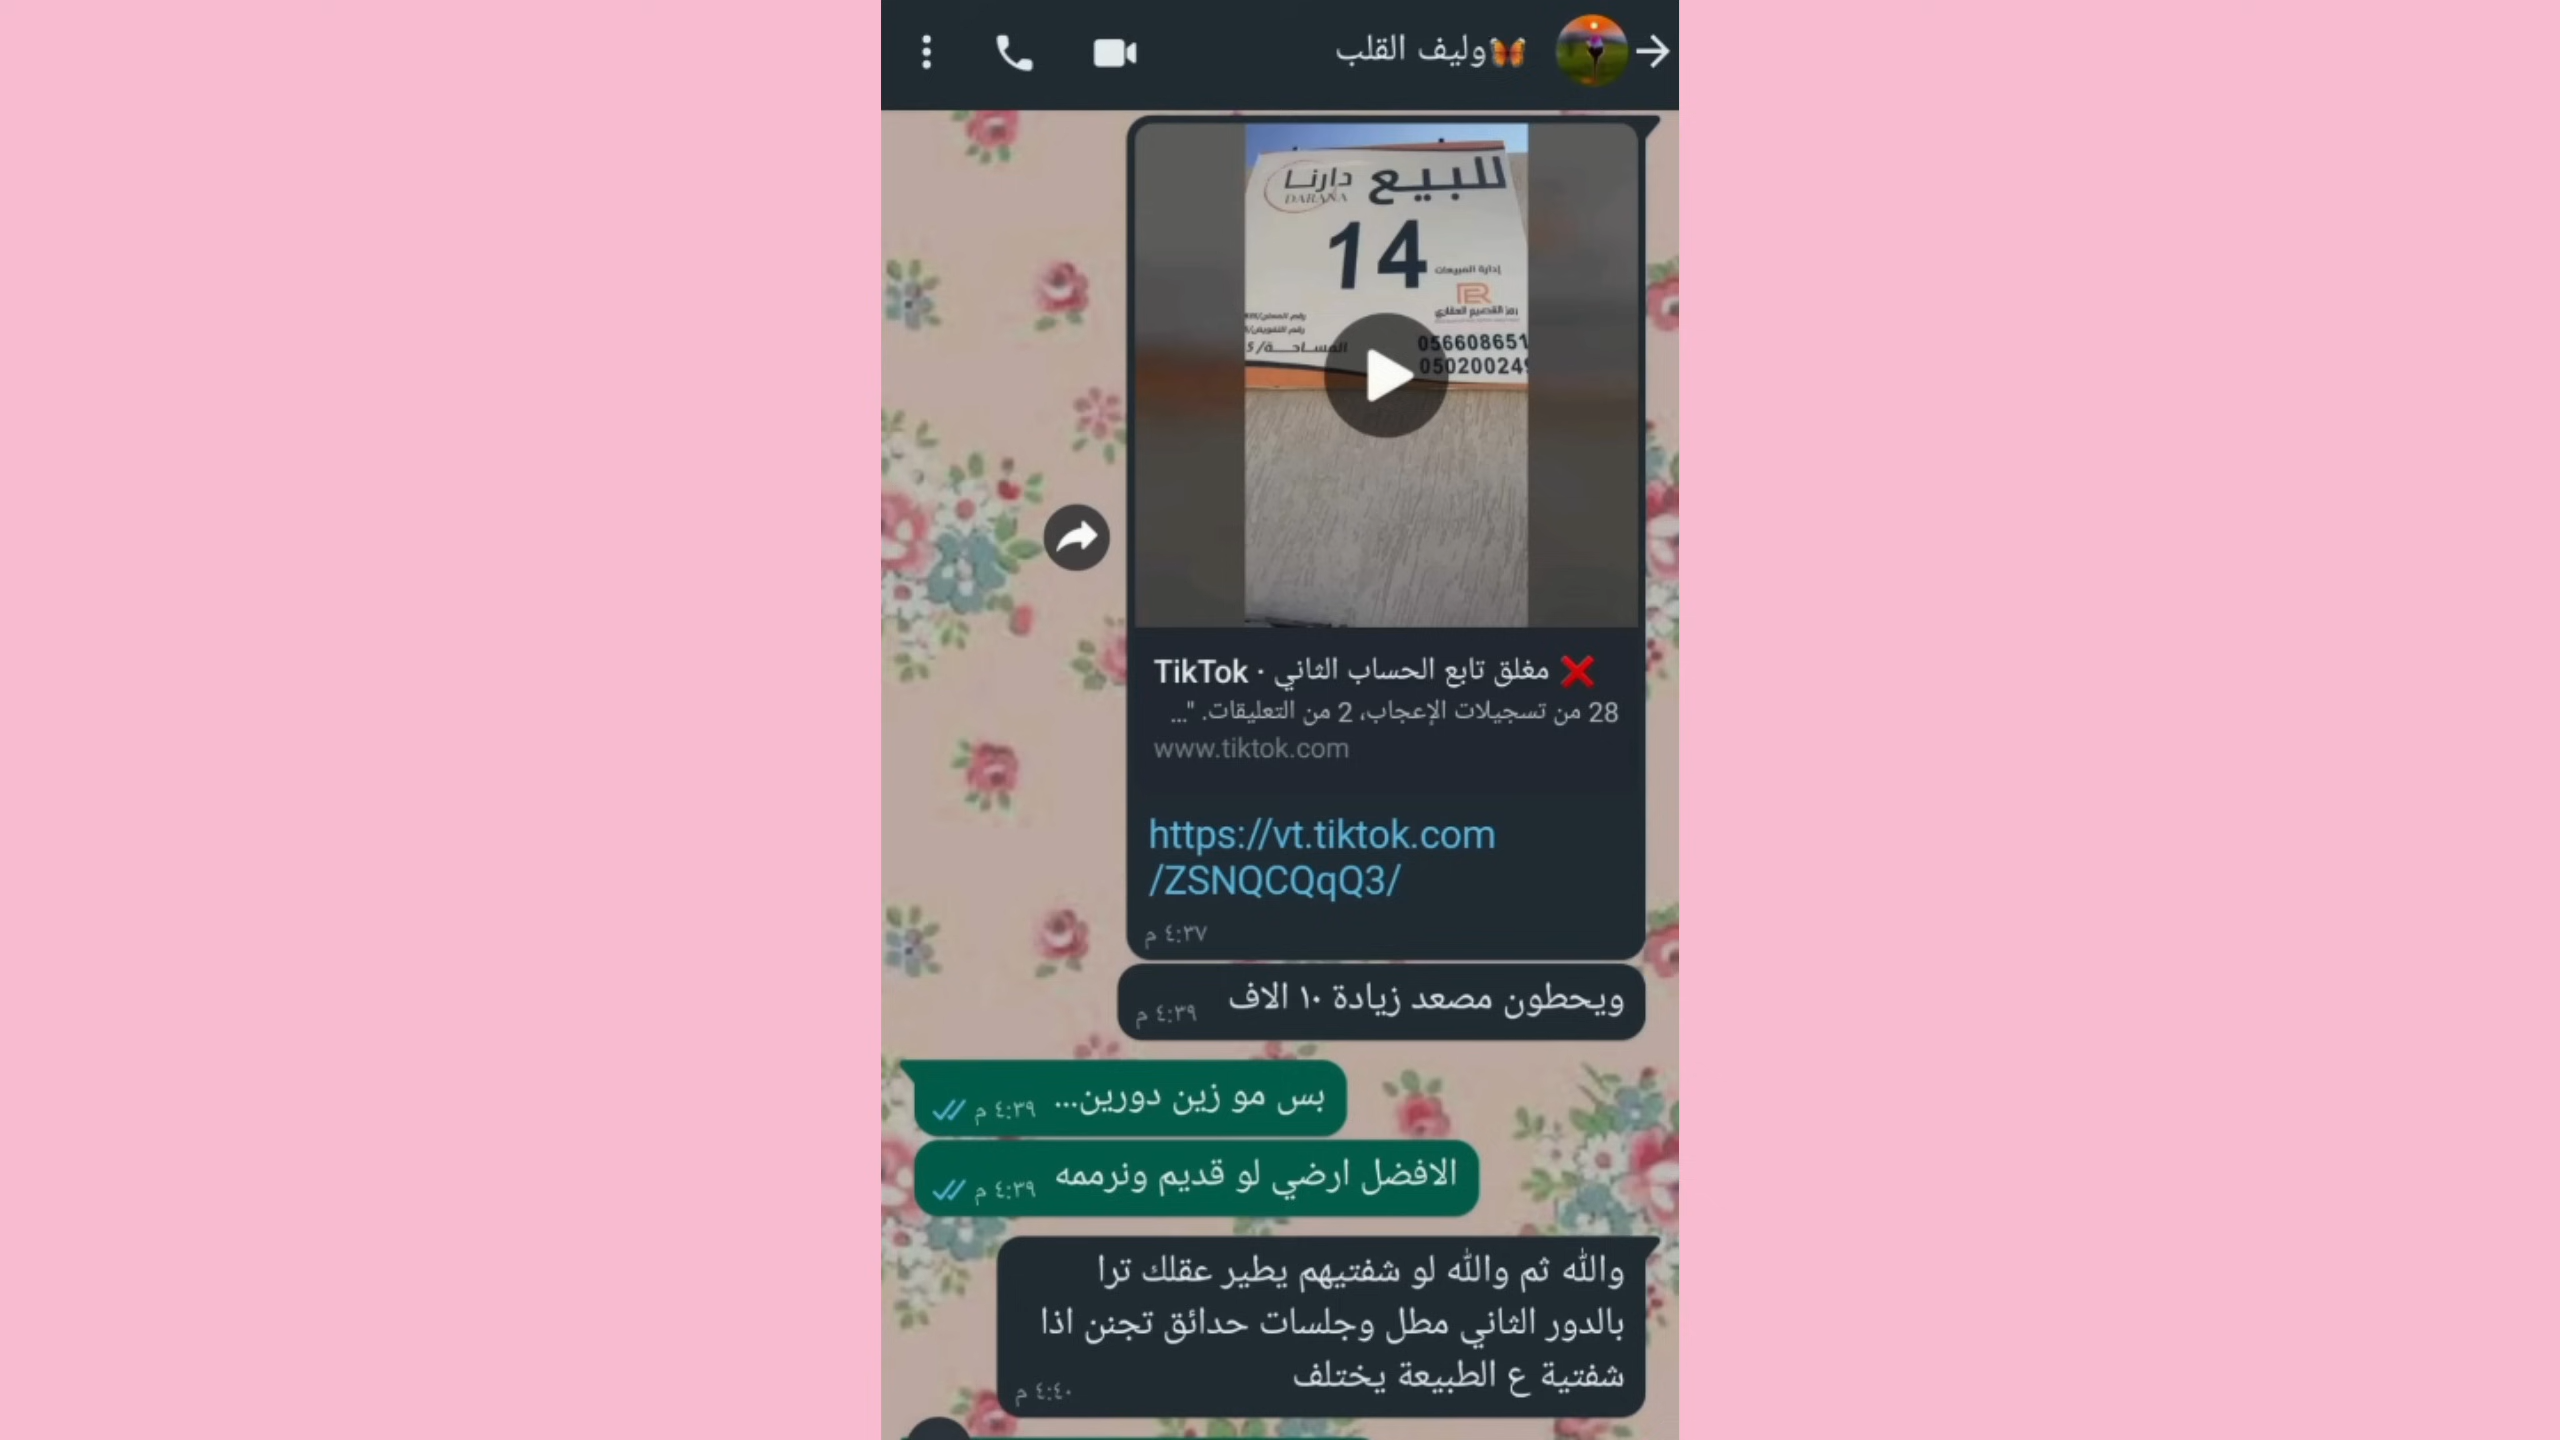 وليف القلب
للبيع دارنا
DARANA
14
إدارة المبيعات
رمز القصيم العقاري
المساحة/
056608651
050200249
❌ مغلق تابع الحساب الثاني · TikTok
28 من تسجيلات الإعجاب، 2 من التعليقات. "...
www.tiktok.com
https://vt.tiktok.com
/ZSNQCQqQ3/
٤:٣٧ م
ويحطون مصعد زيادة ١٠ الاف
٤:٣٩ م
بس مو زين دورين...
٤:٣٩ م
الافضل ارضي لو قديم ونرممه
٤:٣٩ م
والله ثم والله لو شفتيهم يطير عقلك ترا
بالدور الثاني مطل وجلسات حدائق تجنن اذا
شفتية ع الطبيعة يختلف
٤:٤٠ م